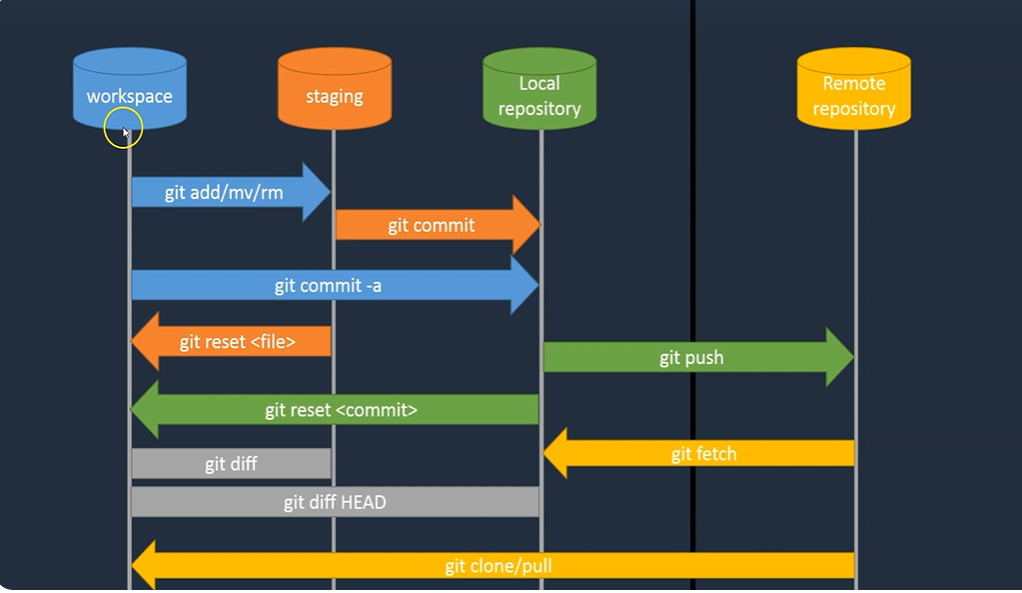 workspace
staging
Local
repository
Remote
repository
git add/mv/rm
git commit
git commit -a
git reset <file>
git push
git reset <commit>
git fetch
git diff
git diff HEAD
git clone/pull